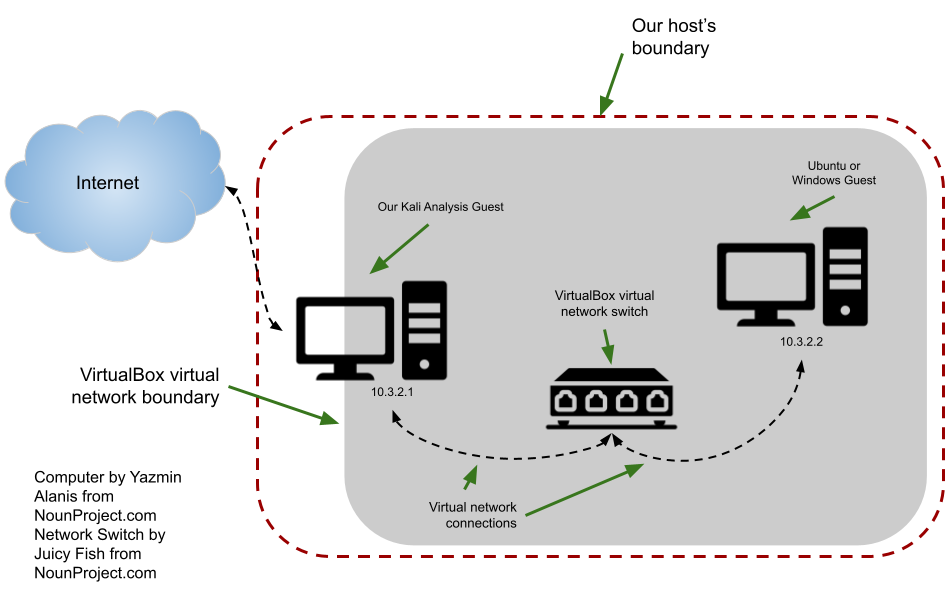 Our host's
boundary
Internet
Ubuntu or
Windows Guest
Our Kali Analysis Guest
VirtualBox virtual
network switch
10.3.2.2
VirtualBox virtual
network boundary
10.3.2.1
Virtual network
connections
Computer by Yazmin
Alanis from
NounProject.com
Network Switch by
Juicy Fish from
NounProject.com